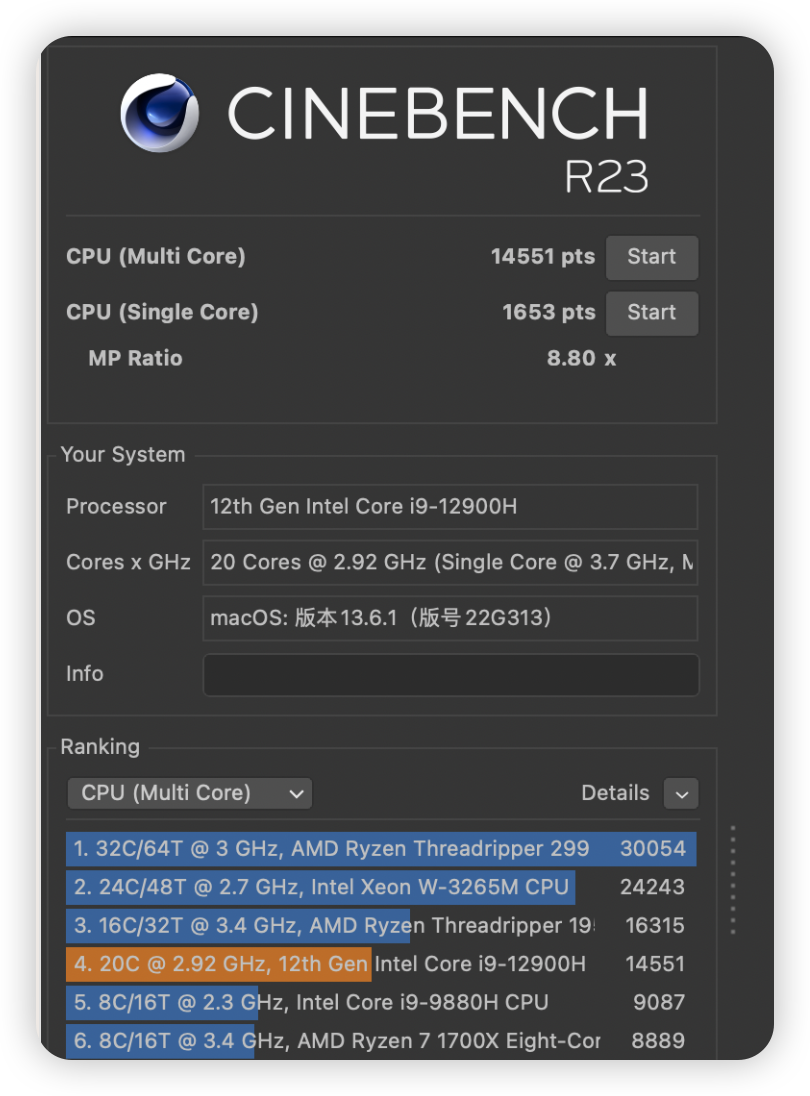 CINEBENCH
R23
CPU (Multi Core) 14551 pts Start
CPU (Single Core) 1653 pts Start
MP Ratio 8.80 x
Your System
Processor 12th Gen Intel Core i9-12900H
Cores x GHz 20 Cores @ 2.92 GHz (Single Core @ 3.7 GHz, M
OS macOS: 版本 13.6.1（版号 22G313）
Info
Ranking
CPU (Multi Core) Details
1. 32C/64T @ 3 GHz, AMD Ryzen Threadripper 299 30054
2. 24C/48T @ 2.7 GHz, Intel Xeon W-3265M CPU 24243
3. 16C/32T @ 3.4 GHz, AMD Ryzen Threadripper 19 16315
4. 20C @ 2.92 GHz, 12th Gen Intel Core i9-12900H 14551
5. 8C/16T @ 2.3 GHz, Intel Core i9-9880H CPU 9087
6. 8C/16T @ 3.4 GHz, AMD Ryzen 7 1700X Eight-Cor 8889